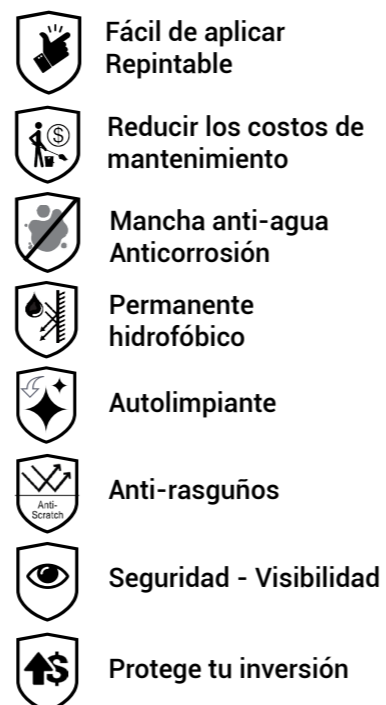 Fácil de aplicar
Repintable
Reducir los costos de
mantenimiento
Mancha anti-agua
Anticorrosión
Permanente
hidrofóbico
Autolimpiante
Anti-
Scratch
Anti-rasguños
Seguridad - Visibilidad
Protege tu inversión